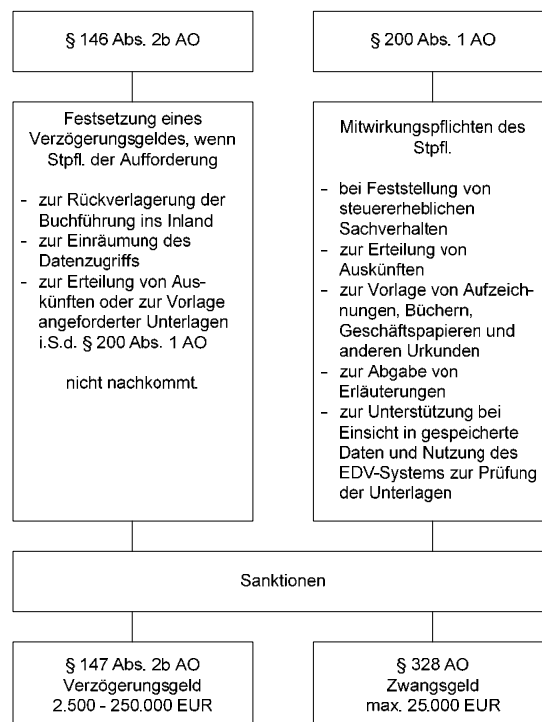 § 146 Abs. 2b AO
Festsetzung eines
Verzögerungsgeldes, wenn
Stpfl. der Aufforderung
- zur Rückverlagerung der
Buchführung ins Inland
- zur Einräumung des
Datenzugriffs
- zur Erteilung von Aus-
künften oder zur Vorlage
angeforderter Unterlagen
i.S.d. § 200 Abs. 1 AO
nicht nachkommt.
§ 200 Abs. 1 AO
Mitwirkungspflichten des
Stpfl.
- bei Feststellung von
steuererheblichen
Sachverhalten
- zur Erteilung von
Auskünften
- zur Vorlage von Aufzeich-
nungen, Büchern,
Geschäftspapieren und
anderen Urkunden
- zur Abgabe von
Erläuterungen
- zur Unterstützung bei
Einsicht in gespeicherte
Daten und Nutzung des
EDV-Systems zur Prüfung
der Unterlagen
Sanktionen
§ 147 Abs. 2b AO
Verzögerungsgeld
2.500 - 250.000 EUR
§ 328 AO
Zwangsgeld
max. 25.000 EUR